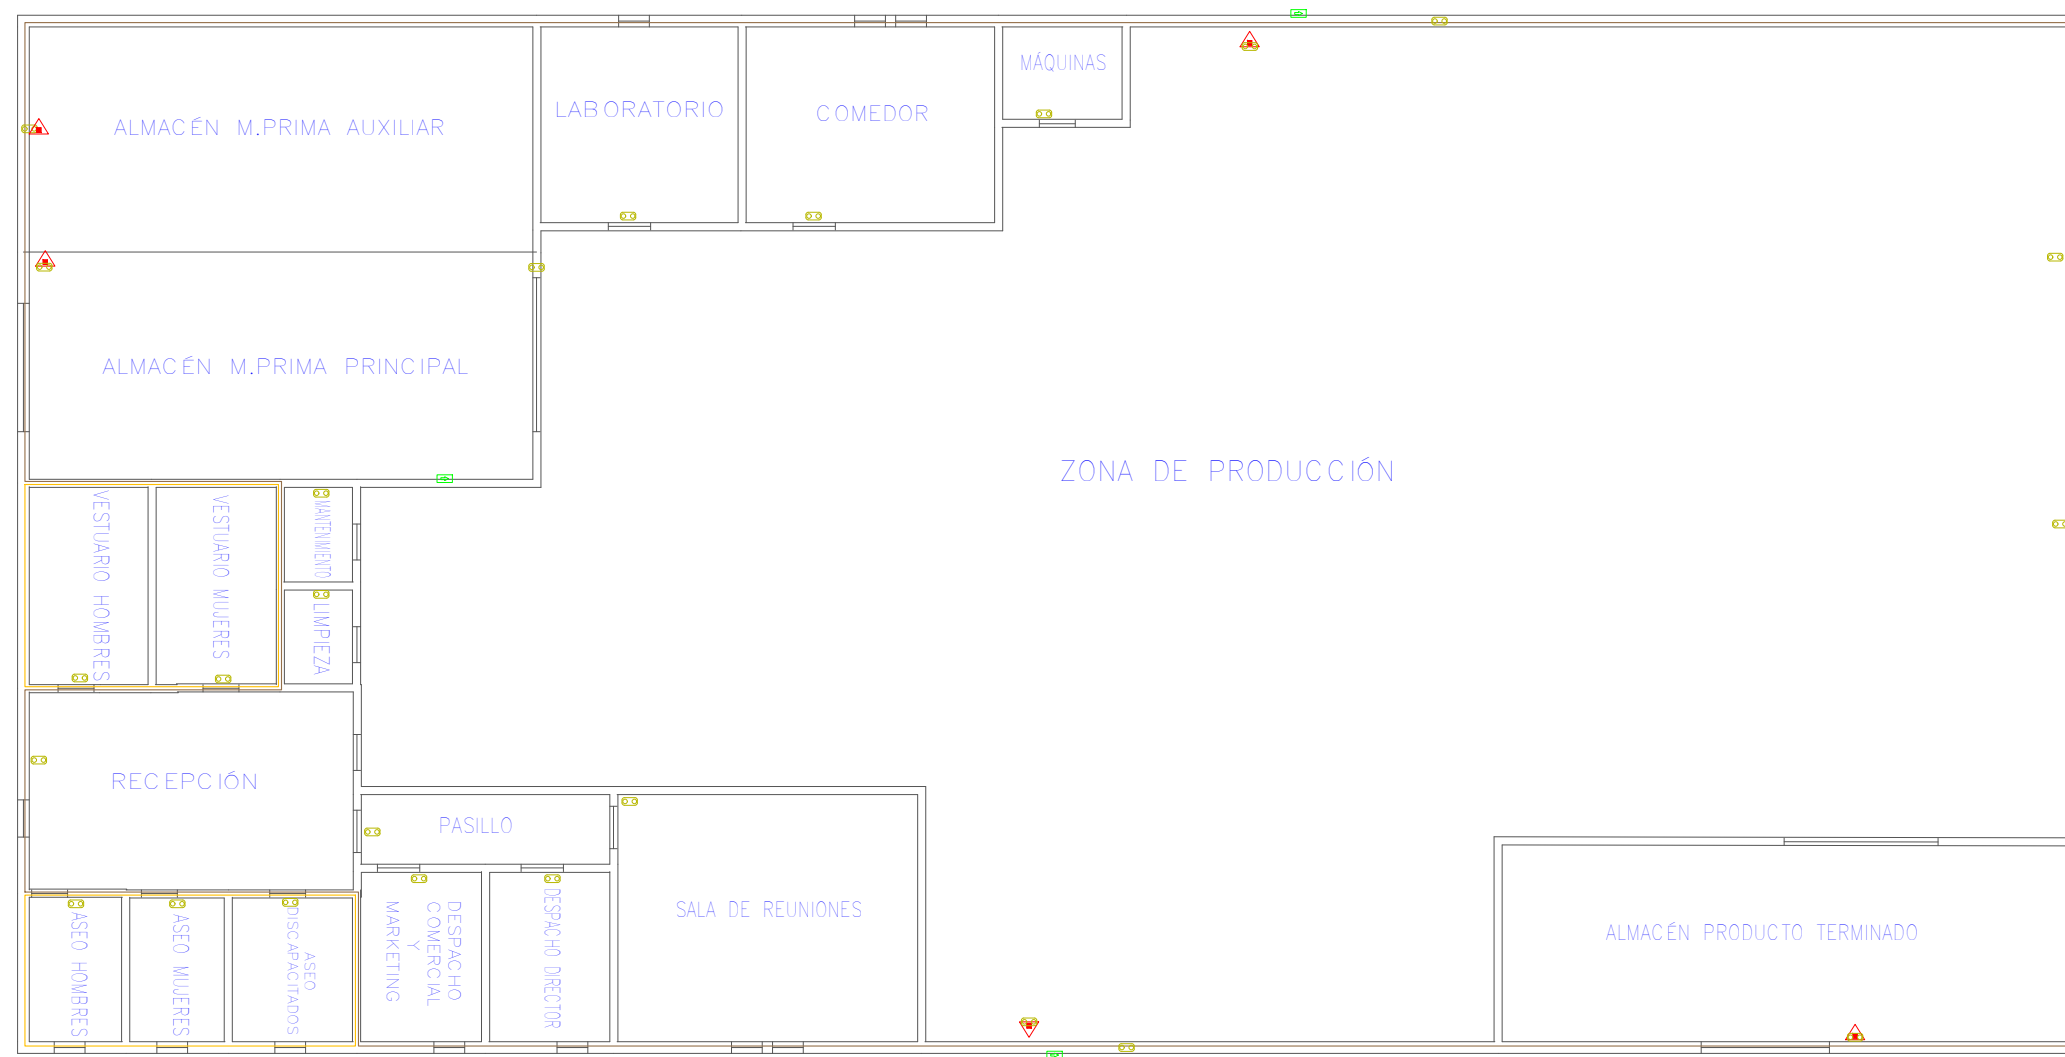 MÁQUINAS
LABORATORIO
COMEDOR
ALMACÉN M.PRIMA AUXILIAR
ALMACÉN M.PRIMA PRINCIPAL
ZONA DE PRODUCCIÓN
VESTUARIO HOMBRES
VESTUARIO MUJERES
MANTENIMIENTO
LIMPIEZA
RECEPCIÓN
PASILLO
ASEO HOMBRES
ASEO MUJERES
ASEO
DISCAPACITADOS
DESPACHO
COMERCIAL
Y
MARKETING
DESPACHO DIRECTOR
SALA DE REUNIONES
ALMACÉN PRODUCTO TERMINADO